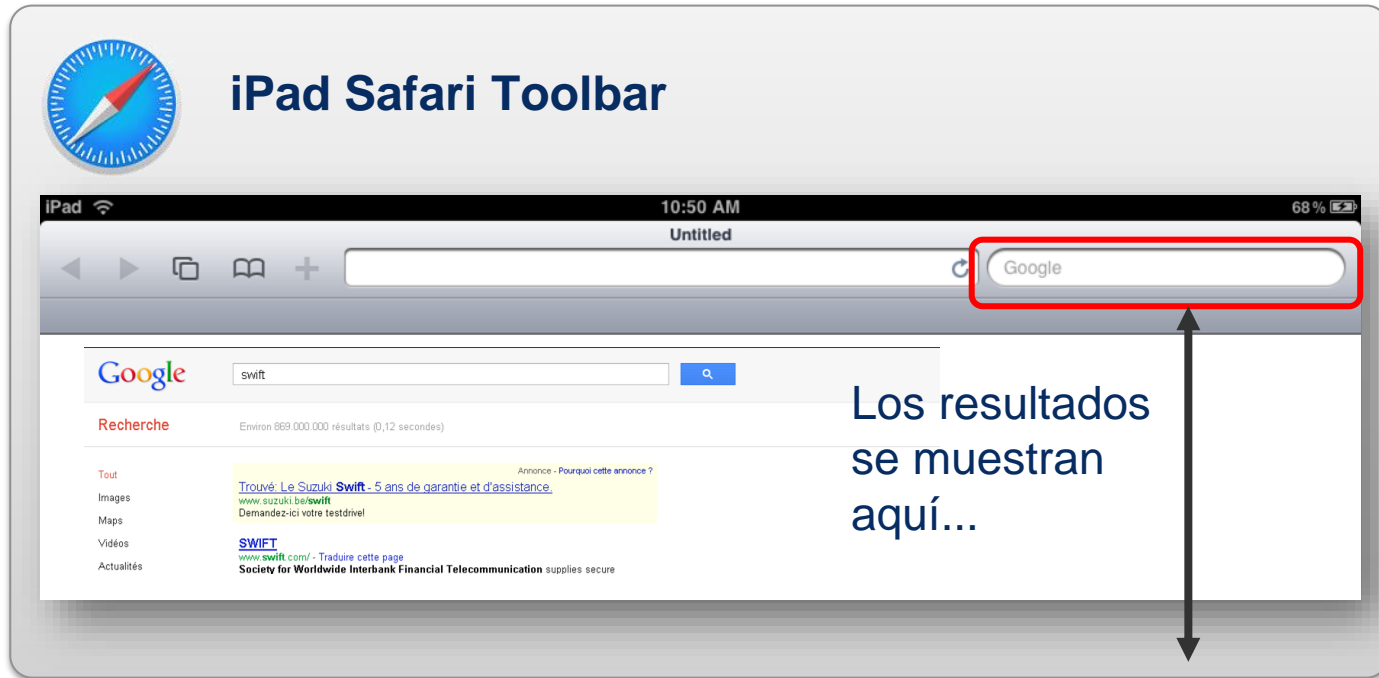 iPad Safari Toolbar
iPad 10:50 AM 68%
Untitled
Google
Google swift
Recherche Environ 869.000.000 résultats (0,12 secondes)
Tout
Images
Maps
Vidéos
Actualités
Annonce - Pourquoi cette annonce ?
Trouvé: Le Suzuki Swift - 5 ans de garantie et d'assistance.
www.suzuki.be/swift
Demandez-ici votre testdrive!
SWIFT
www.swift.com/ - Traduire cette page
Society for Worldwide Interbank Financial Telecommunication supplies secure
Los resultados
se muestran
aquí...